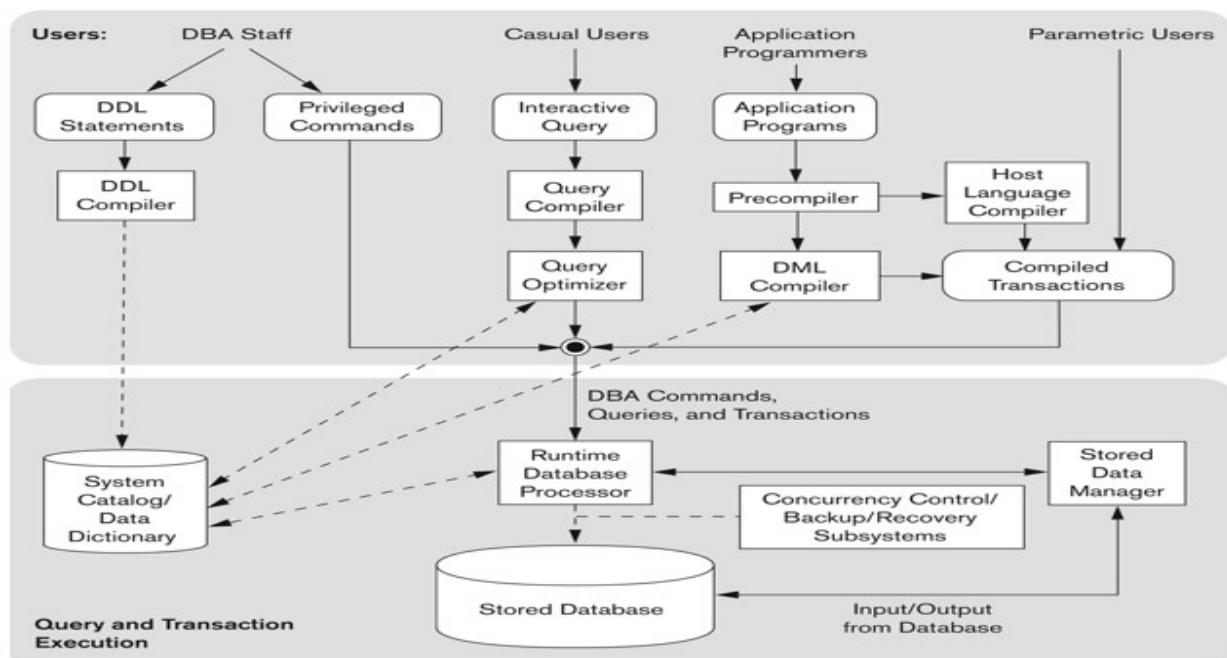 Users:
DBA Staff
Casual Users
Application
Programmers
Parametric Users
DDL
Statements
Privileged
Commands
Interactive
Query
Application
Programs
DDL
Compiler
Query
Compiler
Precompiler
Host
Language
Compiler
Query
Optimizer
DML
Compiler
Compiled
Transactions
DBA Commands,
Queries, and Transactions
System
Catalog/
Data
Dictionary
Runtime
Database
Processor
Stored
Data
Manager
Concurrency Control/
Backup/Recovery
Subsystems
Stored Database
Input/Output
from Database
Query and Transaction
Execution